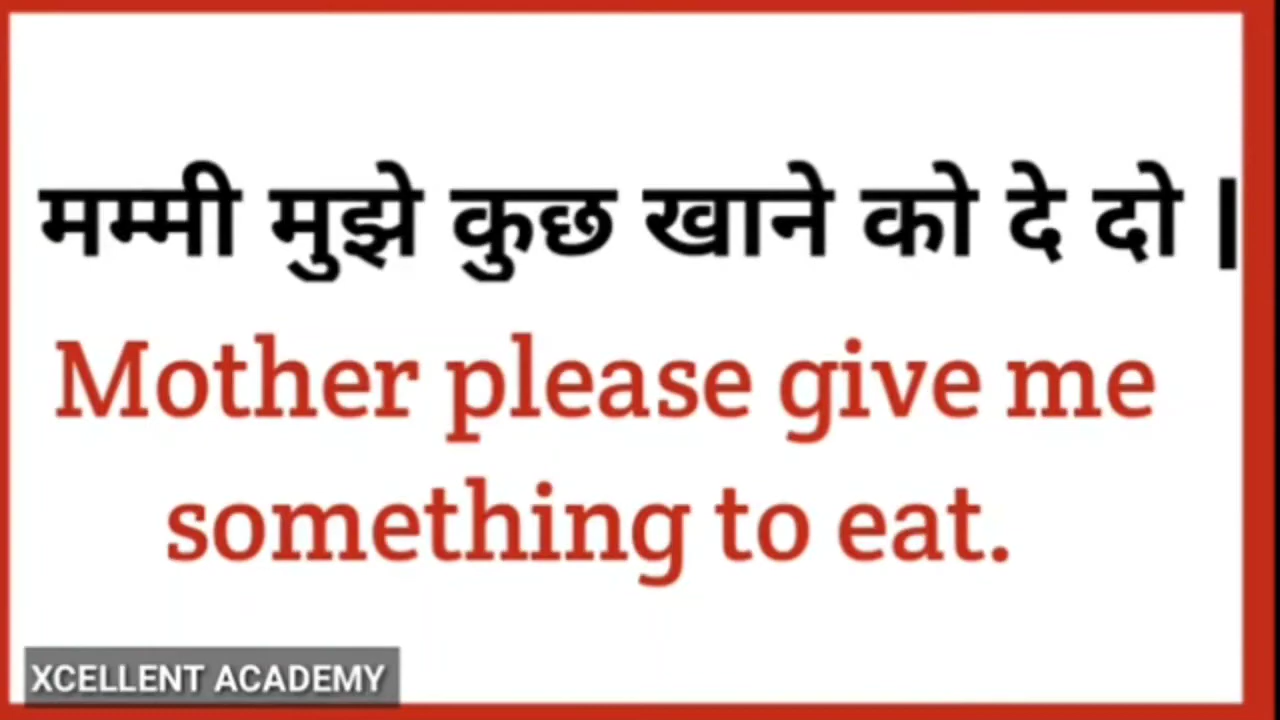 मम्मी मुझे कुछ खाने को दे दो |
Mother please give me
something to eat.
XCELLENT ACADEMY